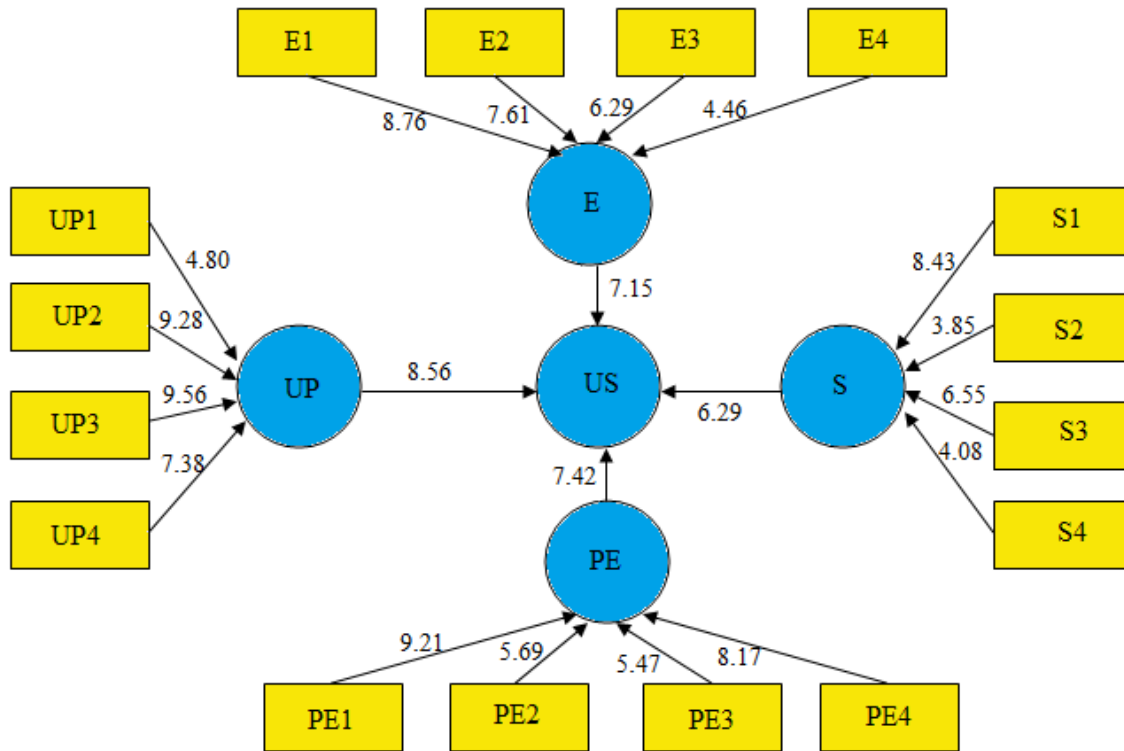 E1
E2
E3
E4
8.76
7.61
6.29
4.46
E
7.15
UP1
UP2
UP3
UP4
4.80
9.28
9.56
7.38
UP
8.56
US
6.29
S
8.43
3.85
6.55
4.08
S1
S2
S3
S4
7.42
PE
9.21
5.69
5.47
8.17
PE1
PE2
PE3
PE4